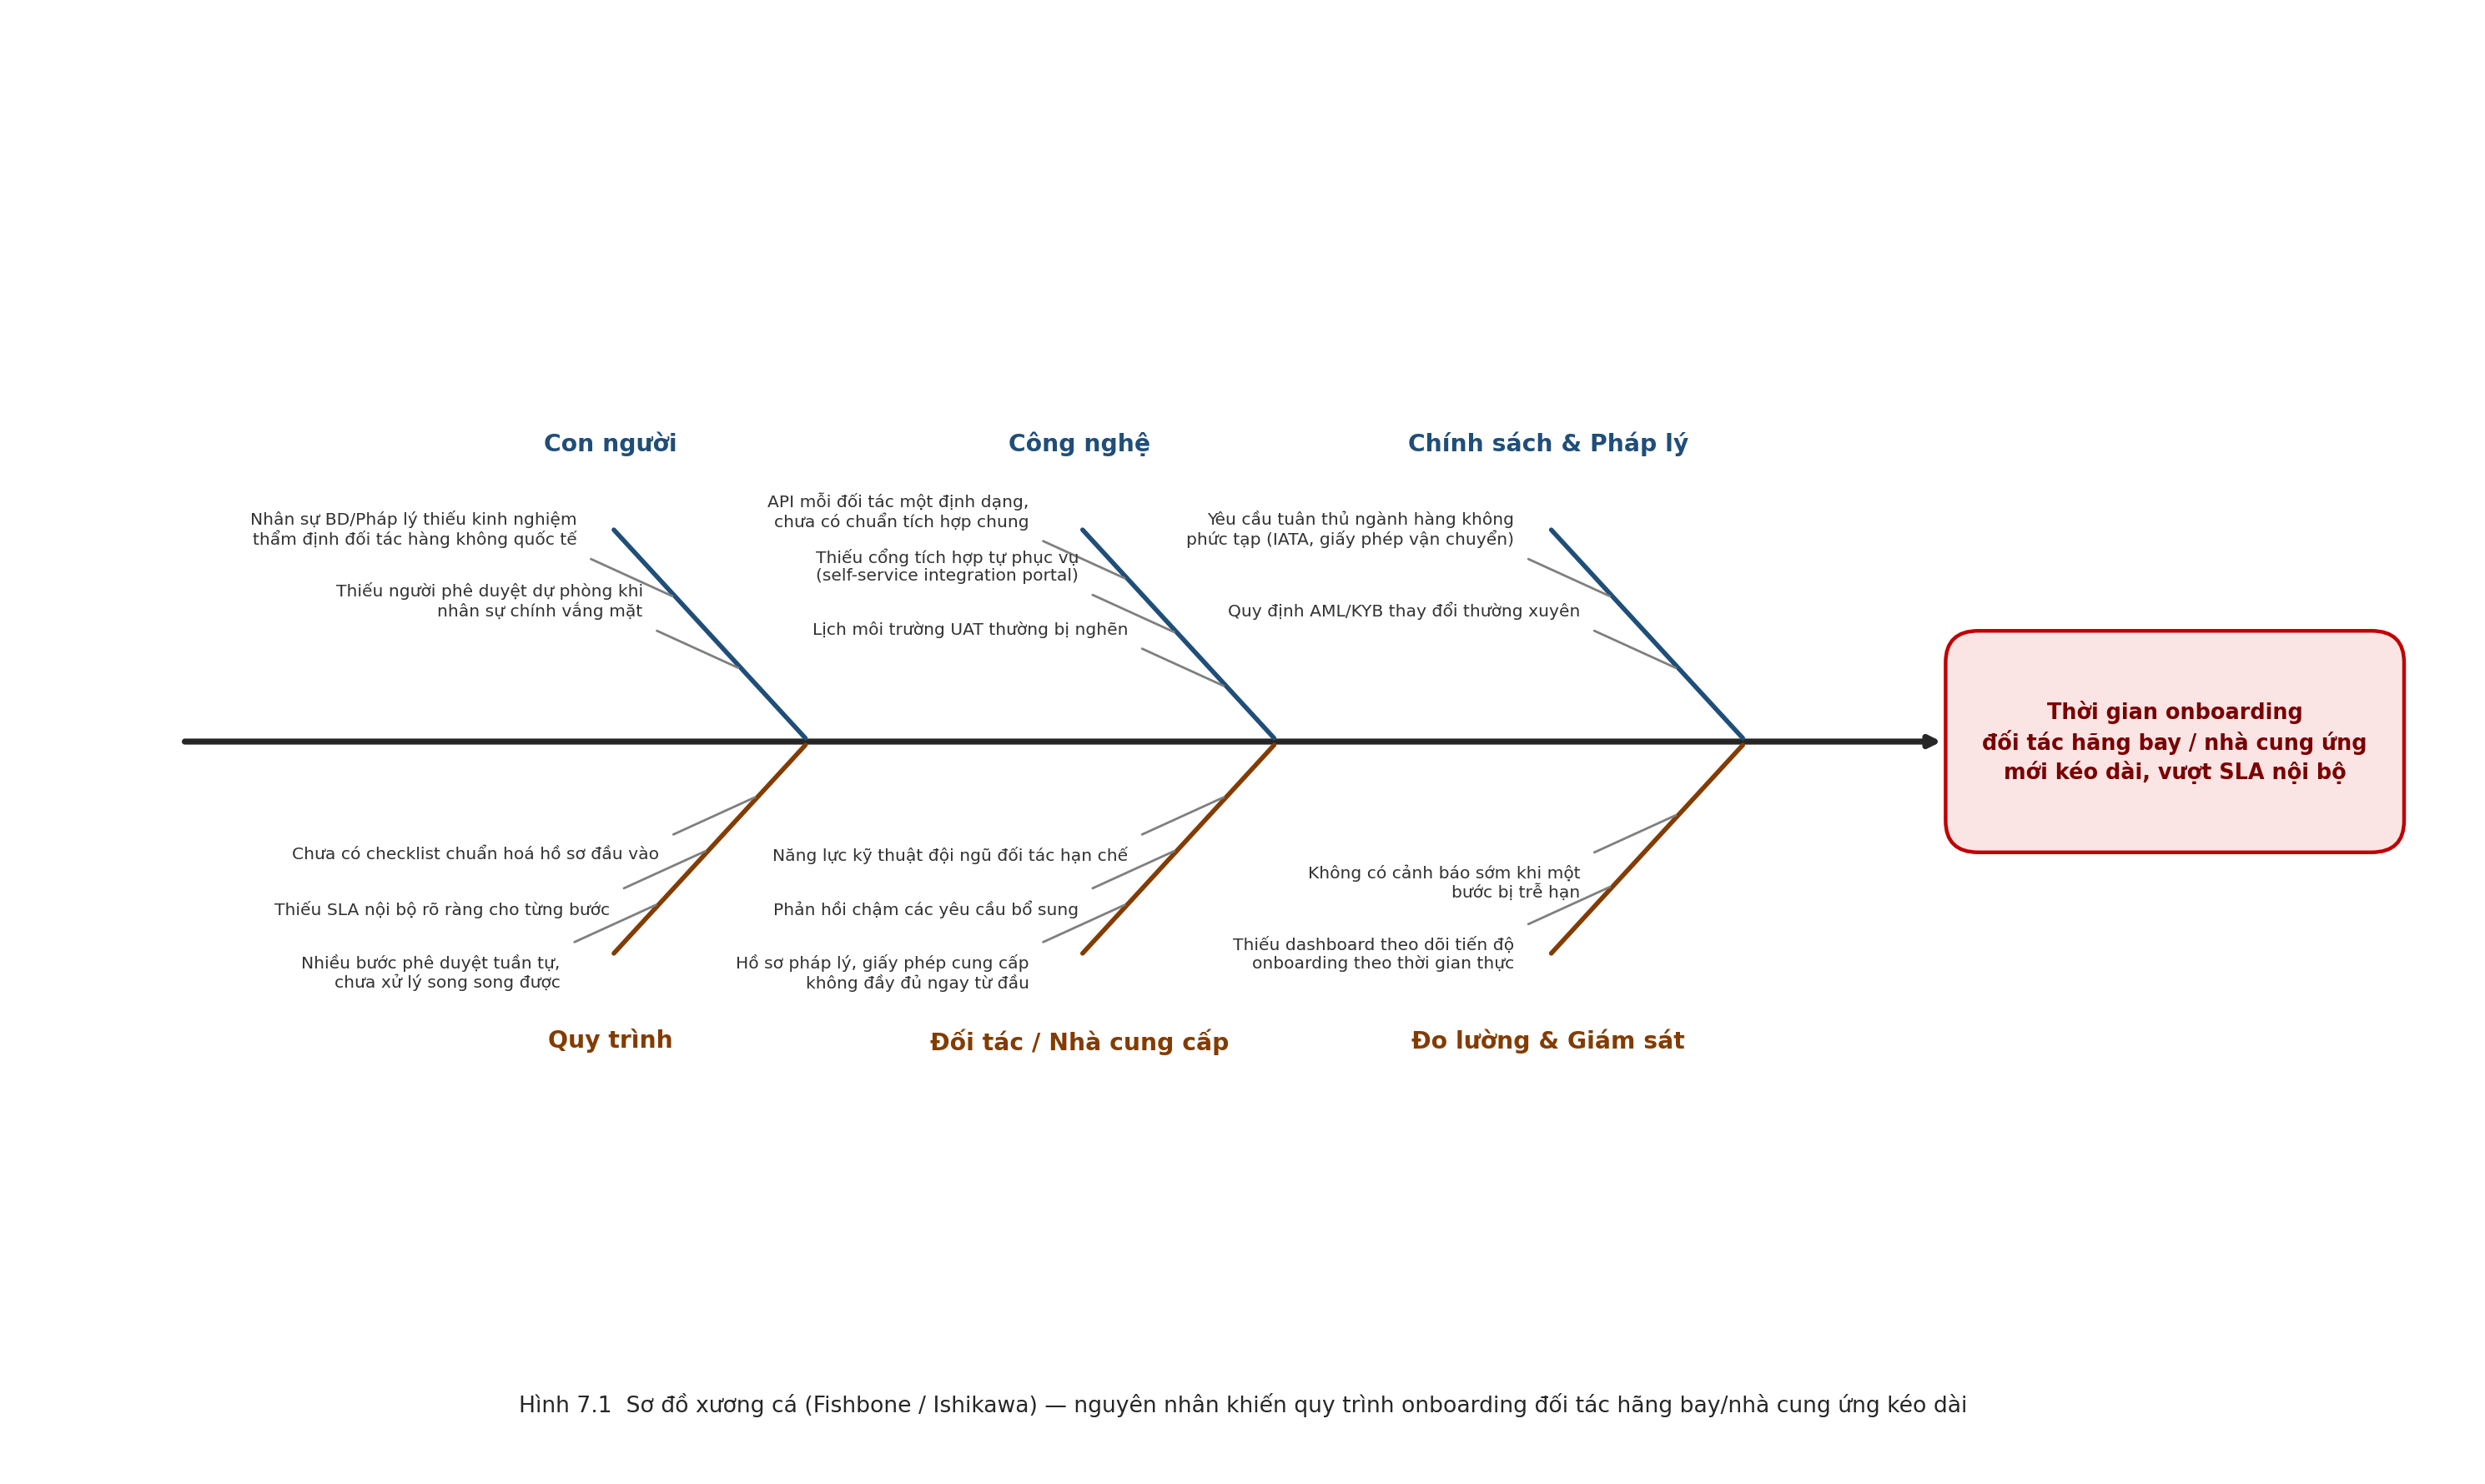 Con người
Công nghệ
Chính sách & Pháp lý
Nhân sự BD/Pháp lý thiếu kinh nghiệm
thẩm định đối tác hàng không quốc tế
Thiếu người phê duyệt dự phòng khi
nhân sự chính vắng mặt
API mỗi đối tác một định dạng,
chưa có chuẩn tích hợp chung
Thiếu cổng tích hợp tự phục vụ
(self-service integration portal)
Lịch môi trường UAT thường bị nghẽn
Yêu cầu tuân thủ ngành hàng không
phức tạp (IATA, giấy phép vận chuyển)
Quy định AML/KYB thay đổi thường xuyên
Thời gian onboarding
đối tác hãng bay / nhà cung ứng
mới kéo dài, vượt SLA nội bộ
Chưa có checklist chuẩn hoá hồ sơ đầu vào
Thiếu SLA nội bộ rõ ràng cho từng bước
Nhiều bước phê duyệt tuần tự,
chưa xử lý song song được
Năng lực kỹ thuật đội ngũ đối tác hạn chế
Phản hồi chậm các yêu cầu bổ sung
Hồ sơ pháp lý, giấy phép cung cấp
không đầy đủ ngay từ đầu
Không có cảnh báo sớm khi một
bước bị trễ hạn
Thiếu dashboard theo dõi tiến độ
onboarding theo thời gian thực
Quy trình
Đối tác / Nhà cung cấp
Đo lường & Giám sát
Hình 7.1  Sơ đồ xương cá (Fishbone / Ishikawa) — nguyên nhân khiến quy trình onboarding đối tác hãng bay/nhà cung ứng kéo dài